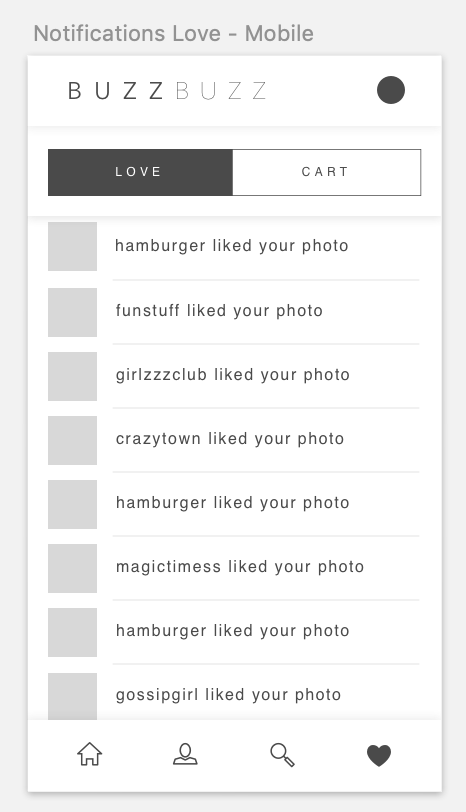 Notifications Love - Mobile
BUZZBUZZ
LOVE
CART
hamburger liked your photo
funstuff liked your photo
girlzzzclub liked your photo
crazytown liked your photo
hamburger liked your photo
magictimess liked your photo
hamburger liked your photo
gossipgirl liked your photo